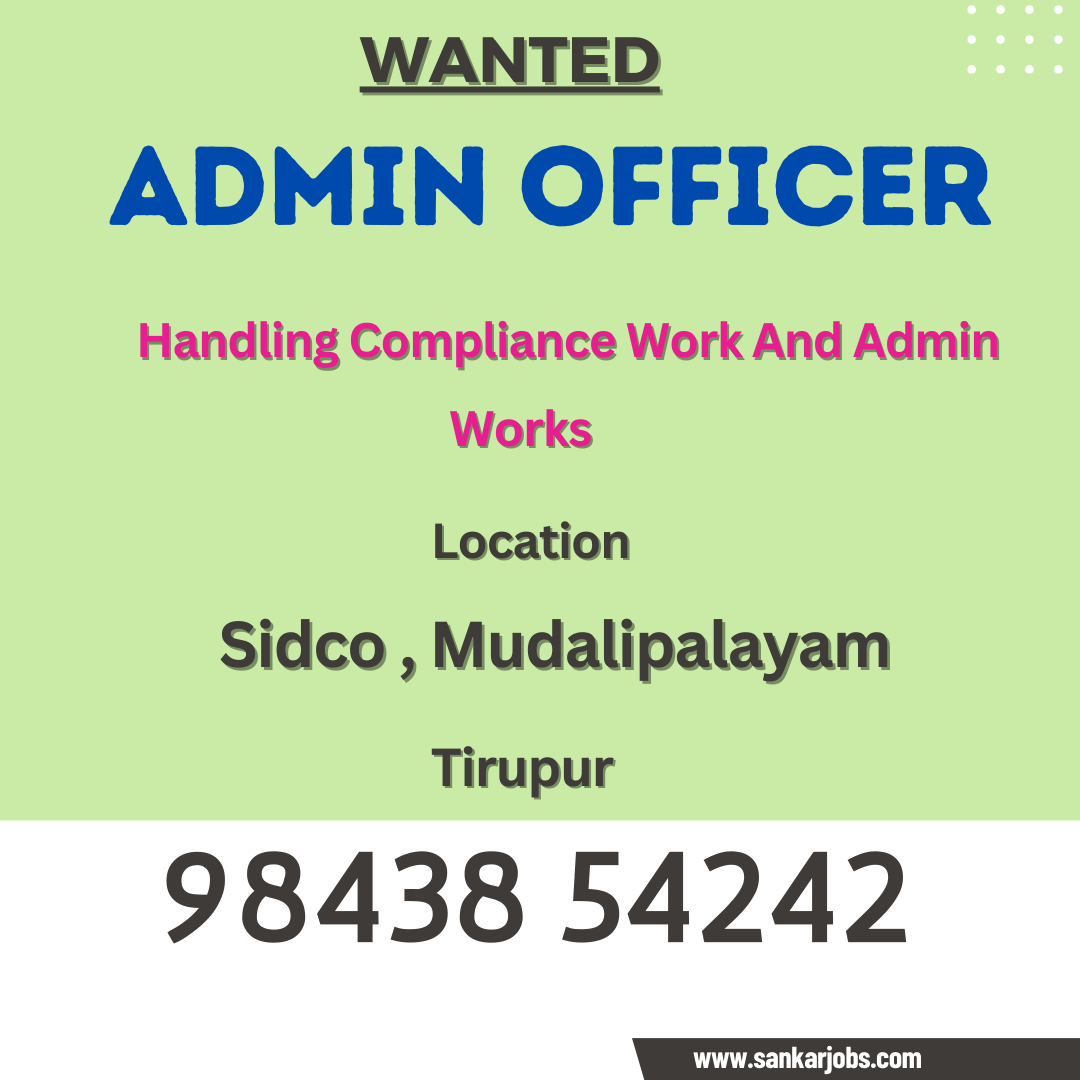 WANTED
ADMIN OFFICER
Handling Compliance Work And Admin
Works
Location
Sidco , Mudalipalayam
Tirupur
98438 54242
www.sankarjobs.com